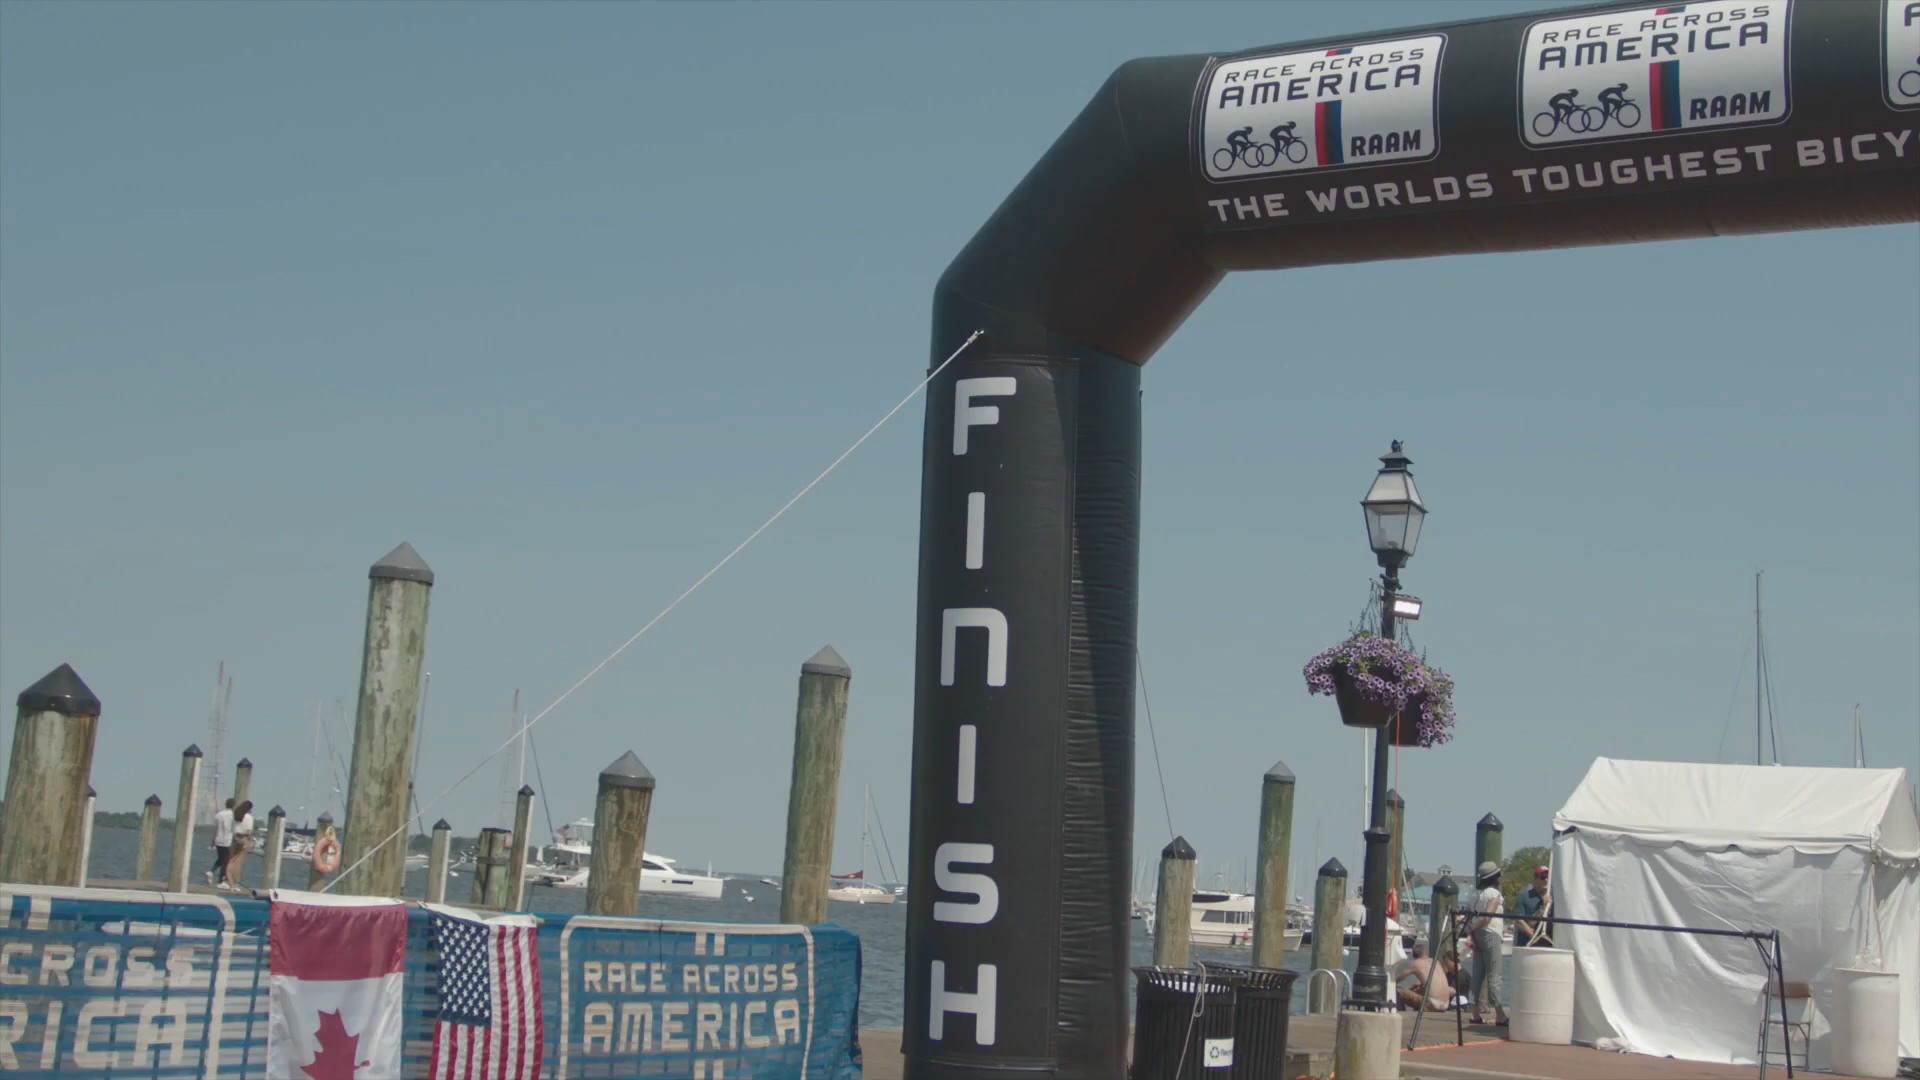 RACE ACROSS
AMERICA
RAAM
RACE ACROSS
AMERICA
RAAM
THE WORLDS TOUGHEST BICY
FINISH
CROSS
RICA
RACE ACROSS
AMERICA